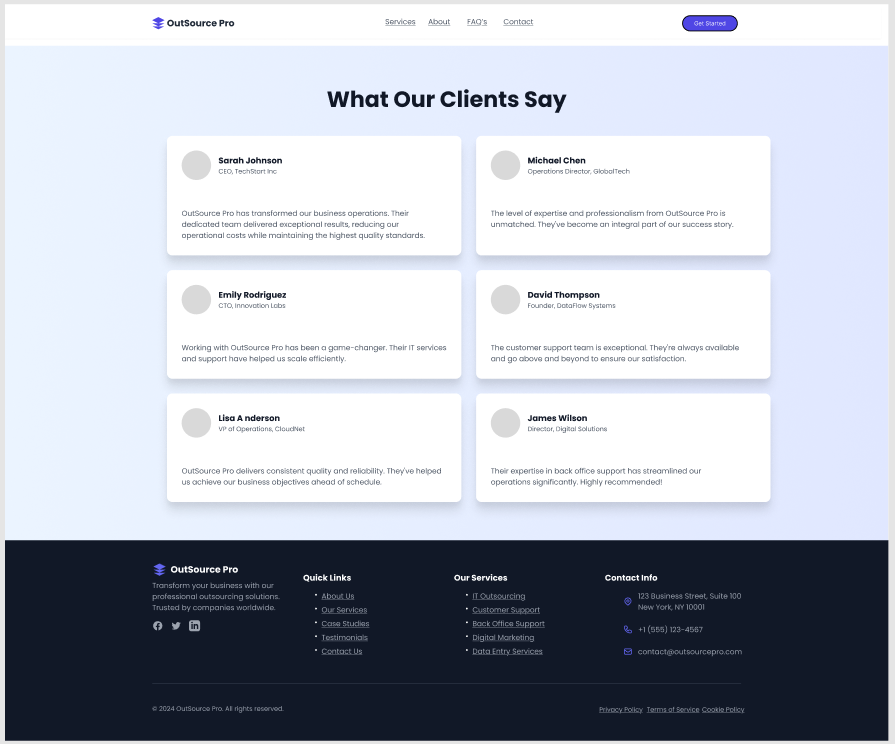 OutSource Pro
Services About FAQ's Contact
Get Started
What Our Clients Say
Sarah Johnson
CEO, TechStart Inc
OutSource Pro has transformed our business operations. Their
dedicated team delivered exceptional results, reducing our
operational costs while maintaining the highest quality standards.
Michael Chen
Operations Director, GlobalTech
The level of expertise and professionalism from OutSource Pro is
unmatched. They've become an integral part of our success story.
Emily Rodriguez
CTO, Innovation Labs
Working with OutSource Pro has been a game-changer. Their IT services
and support have helped us scale efficiently.
David Thompson
Founder, DataFlow Systems
The customer support team is exceptional. They're always available
and go above and beyond to ensure our satisfaction.
Lisa A nderson
VP of Operations, CloudNet
OutSource Pro delivers consistent quality and reliability. They've helped
us achieve our business objectives ahead of schedule.
James Wilson
Director, Digital Solutions
Their expertise in back office support has streamlined our
operations significantly. Highly recommended!
OutSource Pro
Transform your business with our
professional outsourcing solutions.
Trusted by companies worldwide.
Quick Links
• About Us
• Our Services
• Case Studies
• Testimonials
• Contact Us
Our Services
• IT Outsourcing
• Customer Support
• Back Office Support
• Digital Marketing
• Data Entry Services
Contact Info
123 Business Street, Suite 100
New York, NY 10001
+1 (555) 123-4567
contact@outsourcepro.com
© 2024 OutSource Pro. All rights reserved.
Privacy Policy Terms of Service Cookie Policy